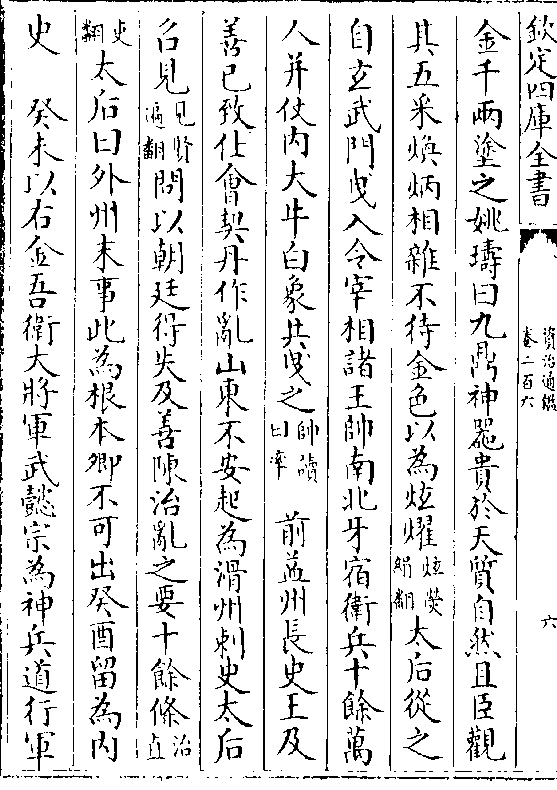 欽定四庫全書
資治通鑑
卷二百六
六
金千兩塗之姚璹曰九鼎神器貴於天質自然且臣觀
其五采煥炳相雜不待金色以為炫燿炫熒絹翻太后從之
自玄武門曳入令宰相諸王帥南北牙宿衛兵十餘萬
人并仗内大牛白象共曳之帥讀曰率 前益州長史王及
善已致仕會契丹作亂山東不安起為滑州刺史太后
召見見賢遍翻問以朝廷得失及善陳治亂之要十餘條治直
吏翻太后曰外州末事此為根本卿不可出癸酉留為内
史 癸未以右金吾衛大將軍武懿宗為神兵道行軍